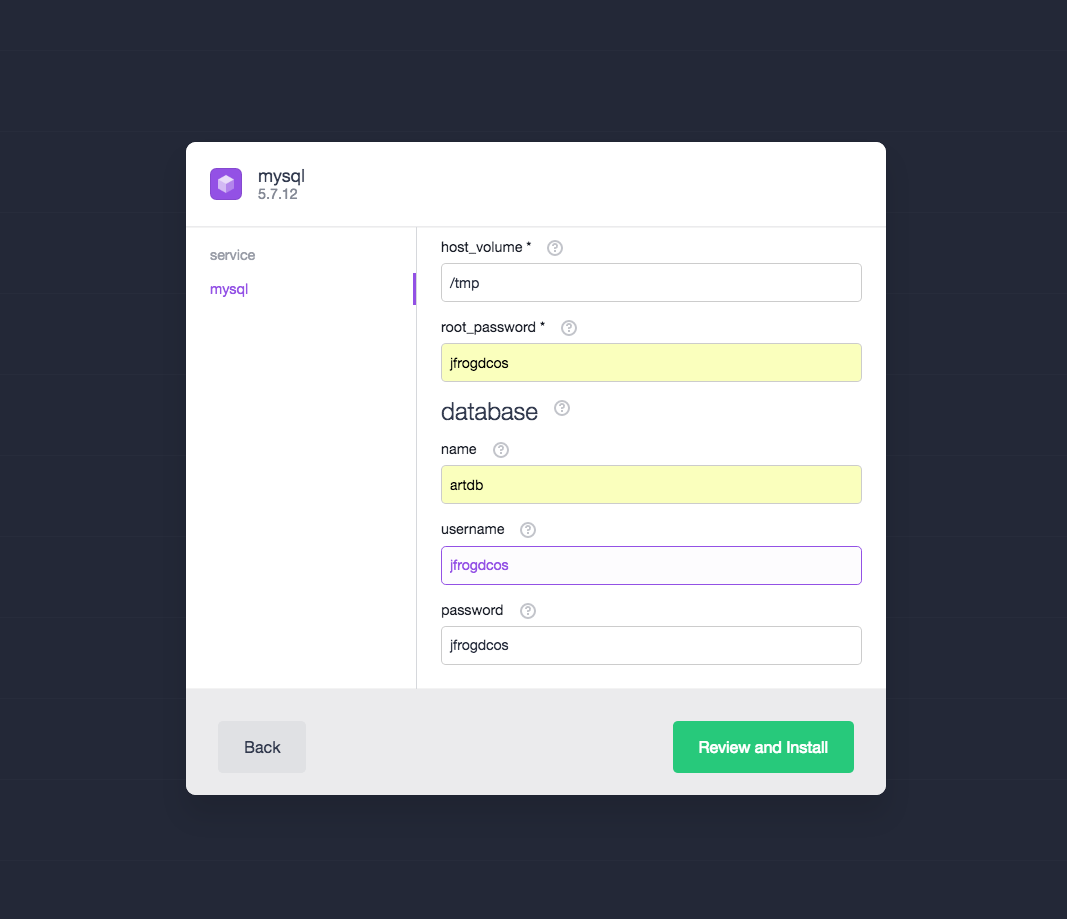 mysql
5.7.12
service
mysql
host_volume * ?
/tmp
root_password * ?
jfrogdcos
database ?
name ?
artdb
username ?
jfrogdcos
password ?
jfrogdcos
Back
Review and Install